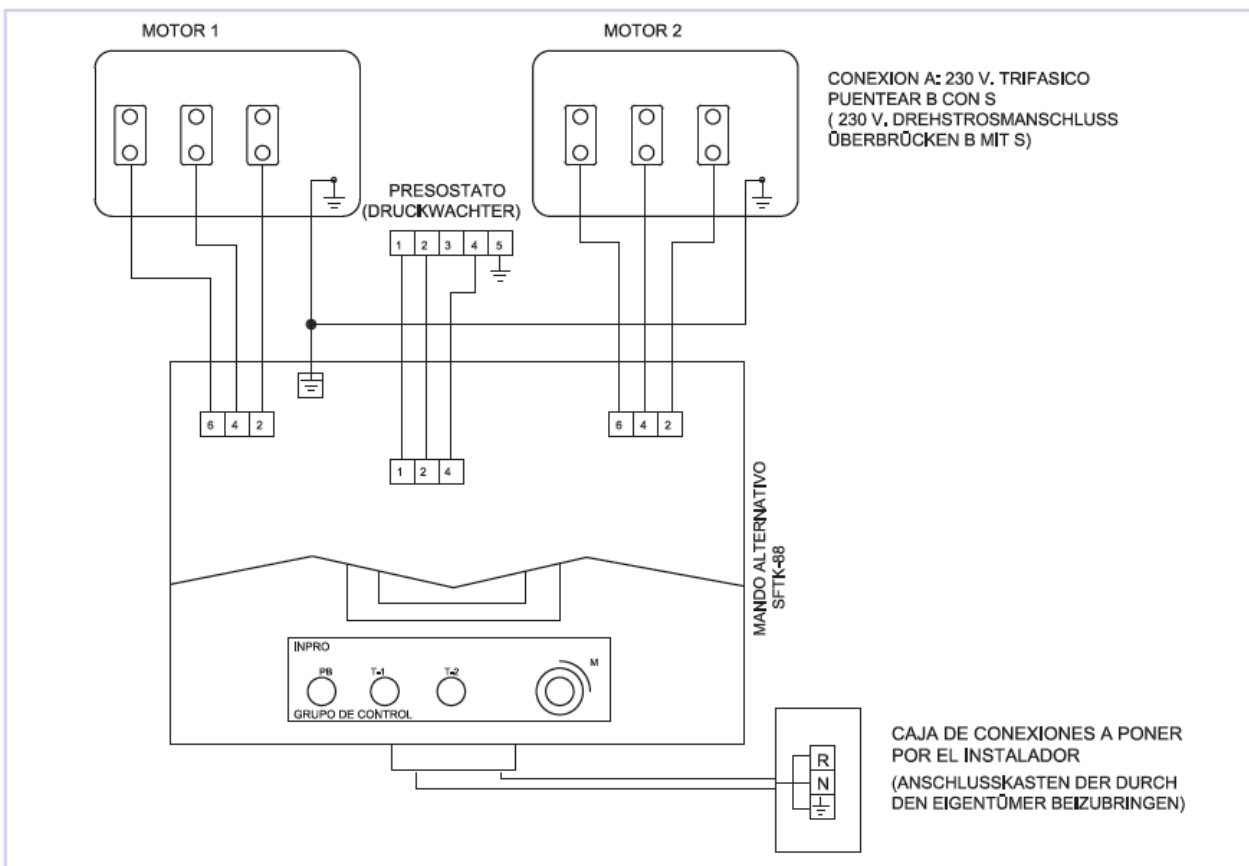 MOTOR 1
MOTOR 2
CONEXION A: 230 V. TRIFASICO
PUENTEAR B CON S
( 230 V. DREHSTROSMANSCHLUSS
ÜBERBRÜCKEN B MIT S)
PRESOSTATO
(DRUCKWACHTER)
1 2 3 4 5
6 4 2
6 4 2
1 2 4
MANDO ALTERNATIVO
SFTK-88
INPRO
PB T-1 T-2 M
GRUPO DE CONTROL
R
N
CAJA DE CONEXIONES A PONER
POR EL INSTALADOR
(ANSCHLUSSKASTEN DER DURCH
DEN EIGENTÜMER BEIZUBRINGEN)